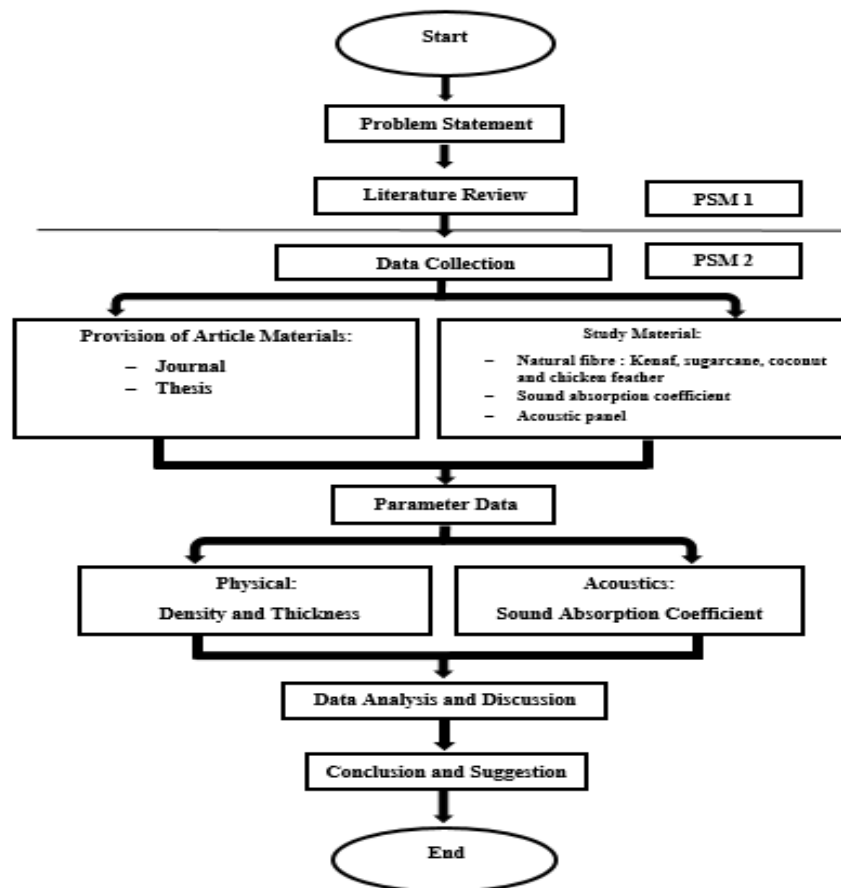 Start
Problem Statement
Literature Review
PSM 1
Data Collection
PSM 2
Provision of Article Materials:
– Journal
– Thesis
Study Material:
– Natural fibre : Kenaf, sugarcane, coconut
and chicken feather
– Sound absorption coefficient
– Acoustic panel
Parameter Data
Physical:
Density and Thickness
Acoustics:
Sound Absorption Coefficient
Data Analysis and Discussion
Conclusion and Suggestion
End